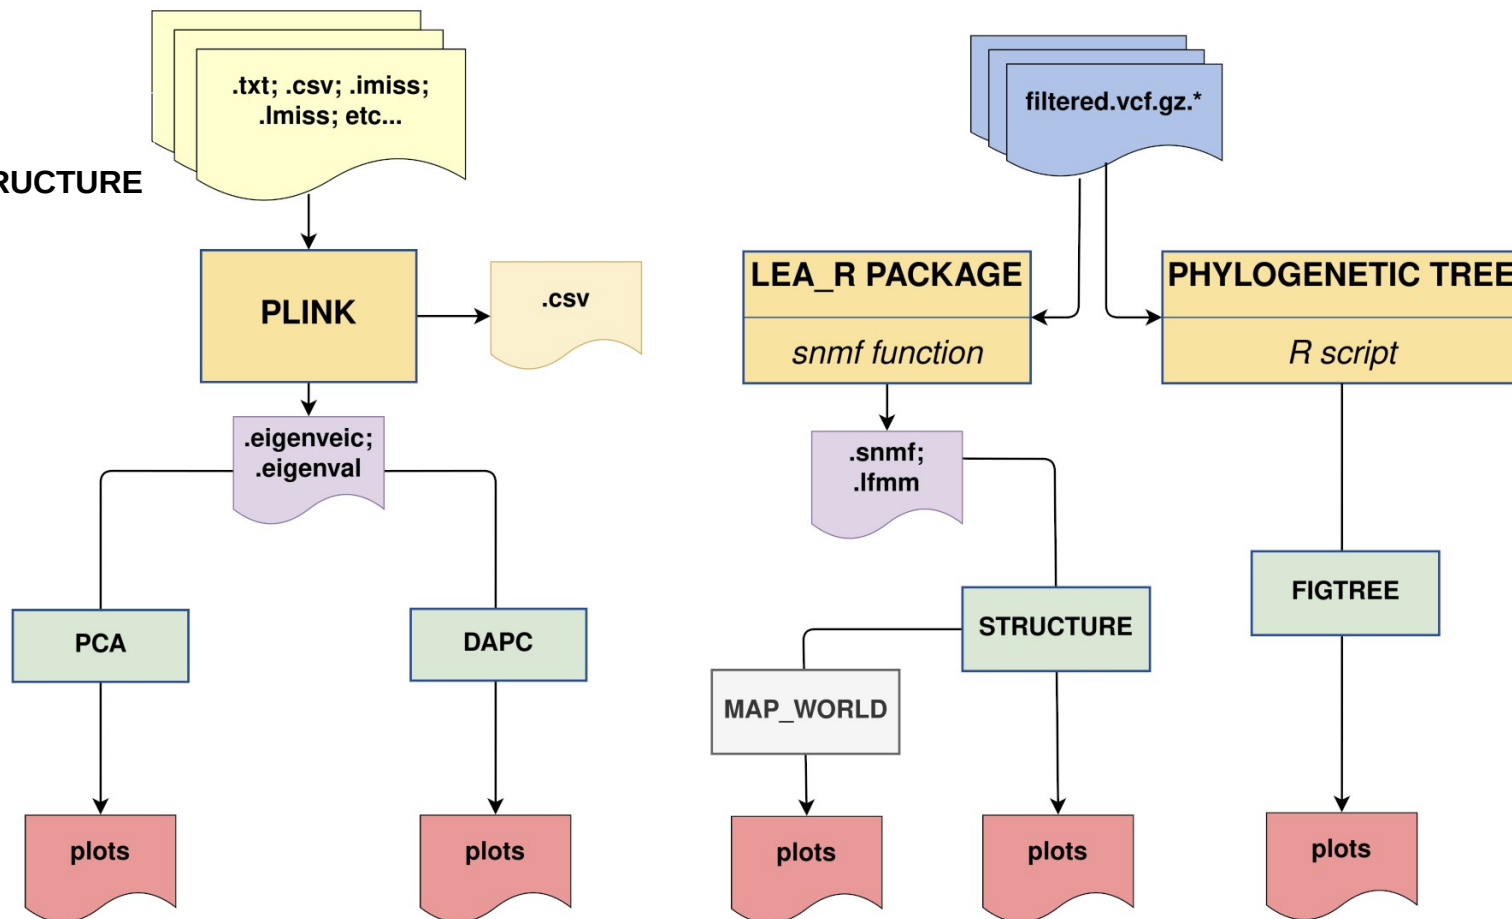 .txt; .csv; .imiss;
.lmiss; etc...
filtered.vcf.gz.*
RUCTURE
PLINK
.csv
LEA_R PACKAGE
snmf function
PHYLOGENETIC TREE
R script
.eigenveic;
.eigenval
.snmf;
.lfmm
PCA
DAPC
STRUCTURE
FIGTREE
MAP_WORLD
plots
plots
plots
plots
plots